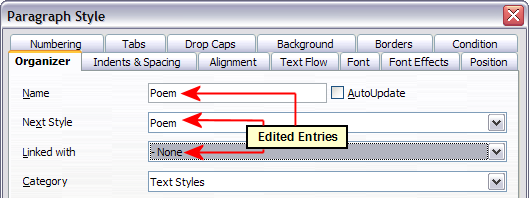 Paragraph Style
Numbering Tabs Drop Caps Background Borders Condition
Organizer Indents & Spacing Alignment Text Flow Font Font Effects Position
Name Poem AutoUpdate
Next Style Poem
Edited Entries
Linked with - None
Category Text Styles